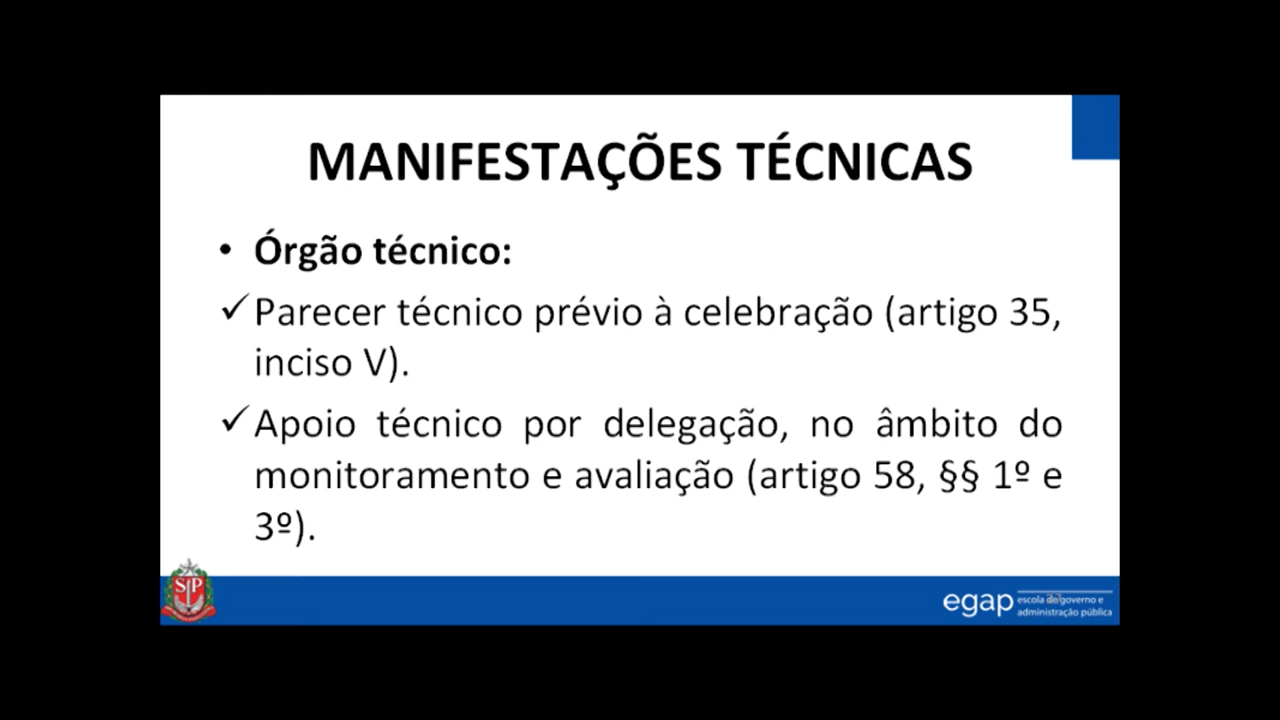 MANIFESTAÇÕES TÉCNICAS
• Órgão técnico:
✓Parecer técnico prévio à celebração (artigo 35,
inciso V).
✓Apoio técnico por delegação, no âmbito do
monitoramento e avaliação (artigo 58, §§ 1º e
3º).
SP
egap
escola de governo e
administração pública